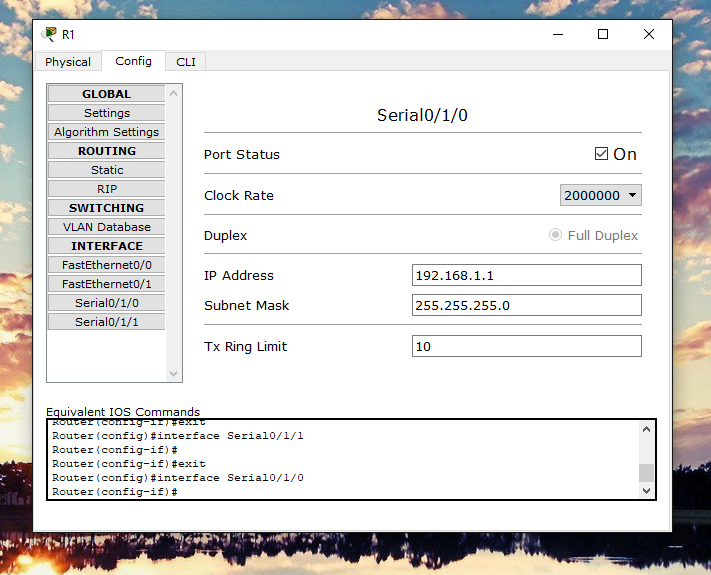 R1
Physical Config CLI
GLOBAL
Settings
Algorithm Settings
ROUTING
Static
RIP
SWITCHING
VLAN Database
INTERFACE
FastEthernet0/0
FastEthernet0/1
Serial0/1/0
Serial0/1/1
Serial0/1/0
Port Status On
Clock Rate 2000000
Duplex Full Duplex
IP Address 192.168.1.1
Subnet Mask 255.255.255.0
Tx Ring Limit 10
Equivalent IOS Commands
Router(config-if)#exit
Router(config)#interface Serial0/1/1
Router(config-if)#
Router(config-if)#exit
Router(config)#interface Serial0/1/0
Router(config-if)#